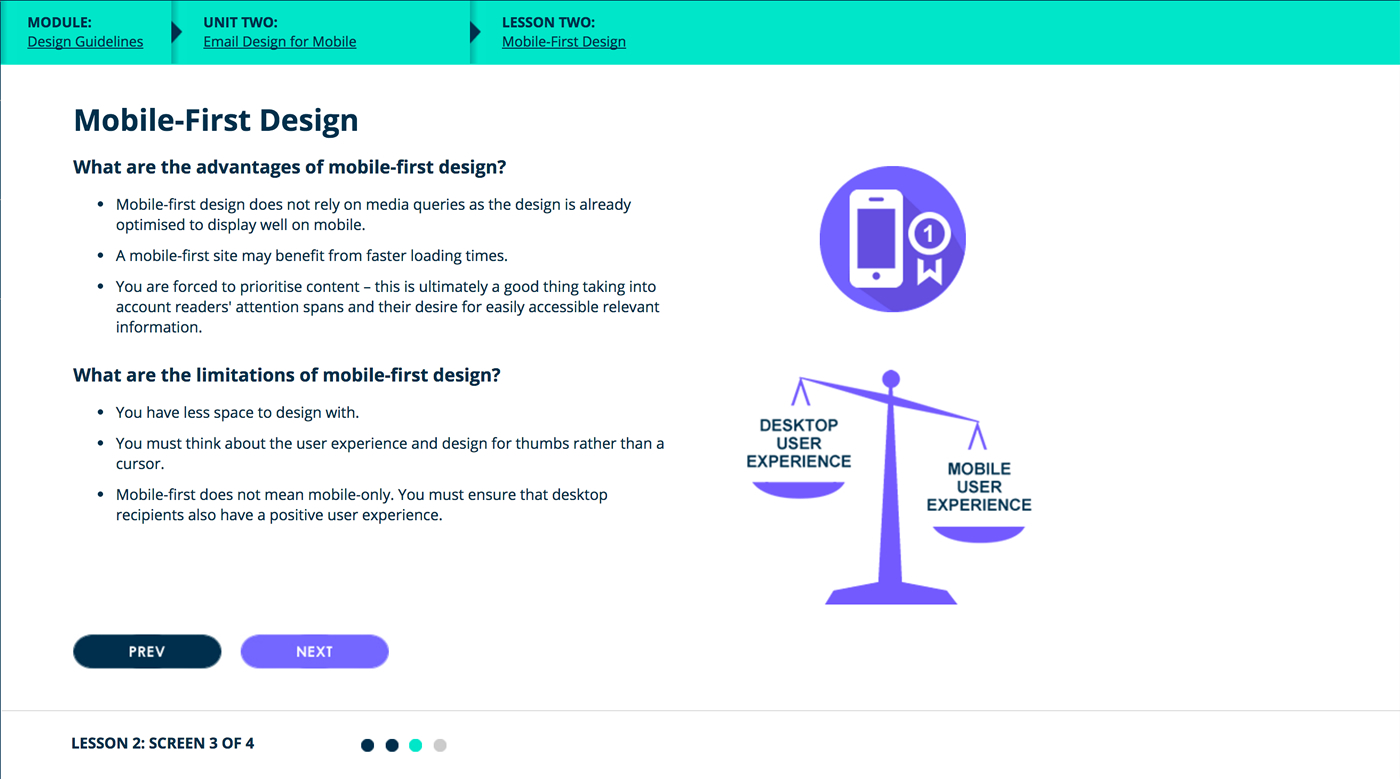 MODULE:
Design Guidelines
UNIT TWO:
Email Design for Mobile
LESSON TWO:
Mobile-First Design
Mobile-First Design
What are the advantages of mobile-first design?
• Mobile-first design does not rely on media queries as the design is already
optimised to display well on mobile.
• A mobile-first site may benefit from faster loading times.
• You are forced to prioritise content – this is ultimately a good thing taking into
account readers' attention spans and their desire for easily accessible relevant
information.
1
What are the limitations of mobile-first design?
• You have less space to design with.
• You must think about the user experience and design for thumbs rather than a
cursor.
• Mobile-first does not mean mobile-only. You must ensure that desktop
recipients also have a positive user experience.
DESKTOP
USER
EXPERIENCE
MOBILE
USER
EXPERIENCE
PREV
NEXT
LESSON 2: SCREEN 3 OF 4